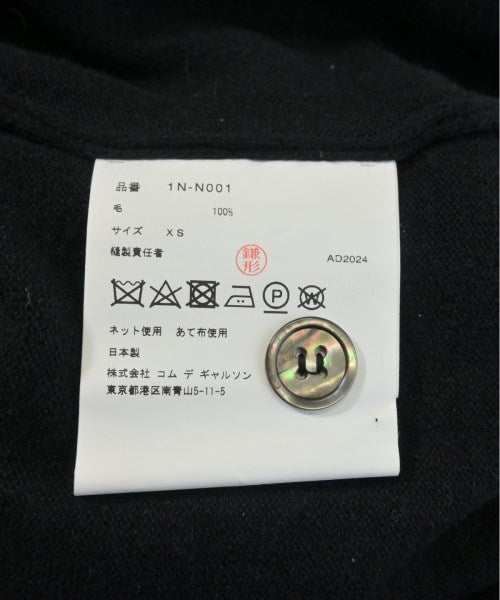 品番 1N-N001
毛 100%
サイズ XS
縫製責任者 鎌形 AD2024
P W
ネット使用 あて布使用
日本製
株式会社 コム デ ギャルソン
東京都港区南青山5-11-5